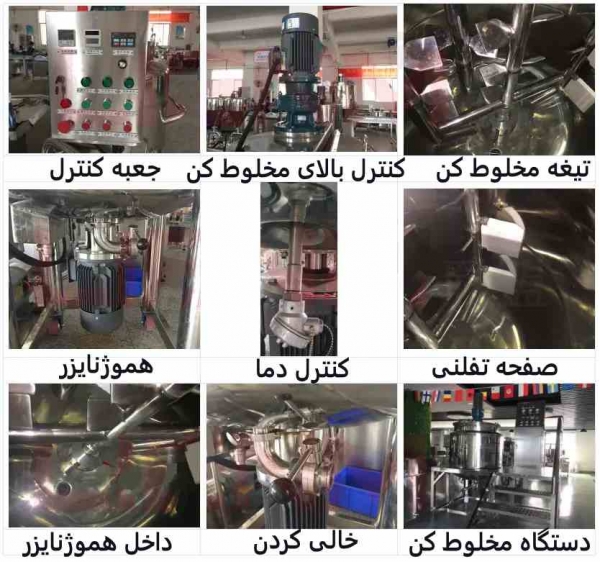 تیغه مخلوط کن
کنترل بالای مخلوط کن
جعبه کنترل
صفحه تفلنی
کنترل دما
هموژنایزر
دستگاه مخلوط کن
خالی کردن
داخل هموژنایزر